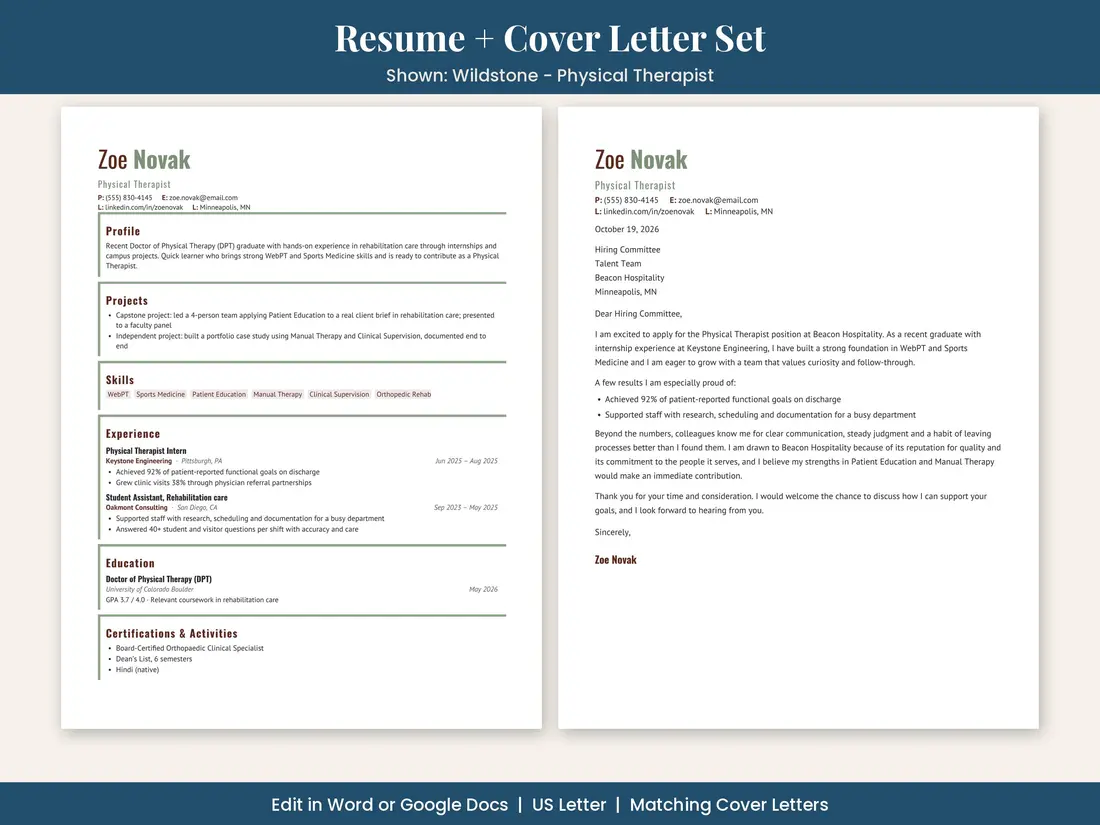 Resume + Cover Letter Set
Shown: Wildstone - Physical Therapist
Zoe Novak
Physical Therapist
P: (555) 830-4145 E: zoe.novak@email.com
L: linkedin.com/in/zoenovak L: Minneapolis, MN
Profile
Recent Doctor of Physical Therapy (DPT) graduate with hands-on experience in rehabilitation care through internships and
campus projects. Quick learner who brings strong WebPT and Sports Medicine skills and is ready to contribute as a Physical
Therapist.
Projects
• Capstone project: led a 4-person team applying Patient Education to a real client brief in rehabilitation care; presented
to a faculty panel
• Independent project: built a portfolio case study using Manual Therapy and Clinical Supervision, documented end to
end
Skills
WebPT Sports Medicine Patient Education Manual Therapy Clinical Supervision Orthopedic Rehab
Experience
Physical Therapist Intern
Keystone Engineering · Pittsburgh, PA Jun 2025 – Aug 2025
• Achieved 92% of patient-reported functional goals on discharge
• Grew clinic visits 38% through physician referral partnerships
Student Assistant, Rehabilitation care
Oakmont Consulting · San Diego, CA Sep 2023 – May 2025
• Supported staff with research, scheduling and documentation for a busy department
• Answered 40+ student and visitor questions per shift with accuracy and care
Education
Doctor of Physical Therapy (DPT)
University of Colorado Boulder May 2026
GPA 3.7 / 4.0 · Relevant coursework in rehabilitation care
Certifications & Activities
• Board-Certified Orthopaedic Clinical Specialist
• Dean's List, 6 semesters
• Hindi (native)
Zoe Novak
Physical Therapist
P: (555) 830-4145 E: zoe.novak@email.com
L: linkedin.com/in/zoenovak L: Minneapolis, MN
October 19, 2026
Hiring Committee
Talent Team
Beacon Hospitality
Minneapolis, MN
Dear Hiring Committee,
I am excited to apply for the Physical Therapist position at Beacon Hospitality. As a recent graduate with
internship experience at Keystone Engineering, I have built a strong foundation in WebPT and Sports
Medicine and I am eager to grow with a team that values curiosity and follow-through.
A few results I am especially proud of:
• Achieved 92% of patient-reported functional goals on discharge
• Supported staff with research, scheduling and documentation for a busy department
Beyond the numbers, colleagues know me for clear communication, steady judgment and a habit of leaving
processes better than I found them. I am drawn to Beacon Hospitality because of its reputation for quality and
its commitment to the people it serves, and I believe my strengths in Patient Education and Manual Therapy
would make an immediate contribution.
Thank you for your time and consideration. I would welcome the chance to discuss how I can support your
goals, and I look forward to hearing from you.
Sincerely,
Zoe Novak
Edit in Word or Google Docs | US Letter | Matching Cover Letters